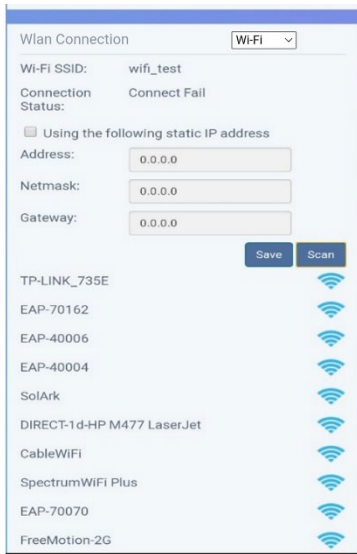 Wlan Connection Wi-Fi
Wi-Fi SSID: wifi_test
Connection Status: Connect Fail
Using the following static IP address
Address: 0.0.0.0
Netmask: 0.0.0.0
Gateway: 0.0.0.0
Save Scan
TP-LINK_735E
EAP-70162
EAP-40006
EAP-40004
SolArk
DIRECT-1d-HP M477 LaserJet
CableWiFi
SpectrumWiFi Plus
EAP-70070
FreeMotion-2G